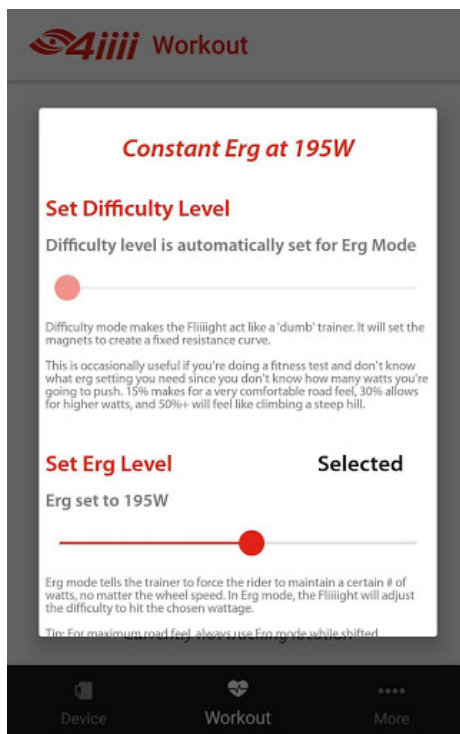 4iiii Workout
Constant Erg at 195W
Set Difficulty Level
Difficulty level is automatically set for Erg Mode
Difficulty mode makes the Fliiiight act like a 'dumb' trainer. It will set the
magnets to create a fixed resistance curve.
This is occasionally useful if you're doing a fitness test and don't know
what erg setting you need since you don't know how many watts you're
going to push. 15% makes for a very comfortable road feel, 30% allows
for higher watts, and 50%+ will feel like climbing a steep hill.
Set Erg Level Selected
Erg set to 195W
Erg mode tells the trainer to force the rider to maintain a certain # of
watts, no matter the wheel speed. In Erg mode, the Fliiiight will adjust
the difficulty to hit the chosen wattage.
Tip: For maximum road feel, always use Erg mode while shifted
Device Workout More